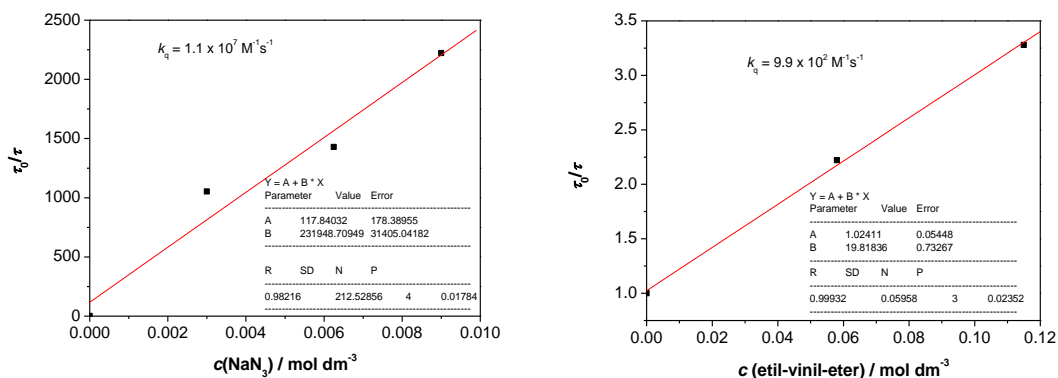 2500
2000
1500
1000
500
0
τ₀/τ
k_q = 1.1 x 10⁷ M⁻¹s⁻¹
Y = A + B * X
Parameter Value Error
------------------------------------------------
A 117.84032 178.38955
B 231948.70949 31405.04182
------------------------------------------------
R SD N P
------------------------------------------------
0.98216 212.52856 4 0.01784
------------------------------------------------
0.000 0.002 0.004 0.006 0.008 0.010
c(NaN₃) / mol dm⁻³
3.5
3.0
2.5
2.0
1.5
1.0
τ₀/τ
k_q = 9.9 x 10² M⁻¹s⁻¹
Y = A + B * X
Parameter Value Error
------------------------------------------------
A 1.02411 0.05448
B 19.81836 0.73267
------------------------------------------------
R SD N P
------------------------------------------------
0.99932 0.05958 3 0.02352
------------------------------------------------
0.00 0.02 0.04 0.06 0.08 0.10 0.12
c (etil-vinil-eter) / mol dm⁻³